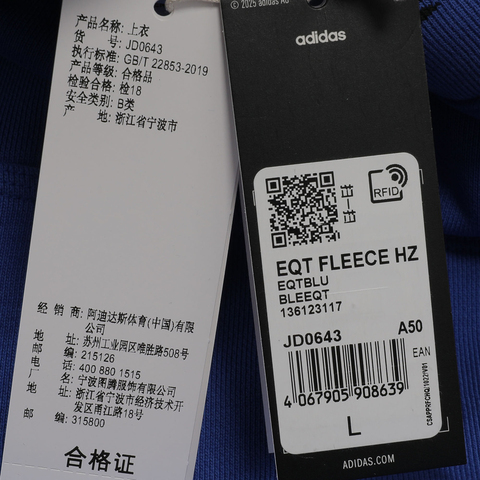 产品名称: 上衣
货 号: JD0643
执行标准: GB/T 22853-2019
产品等级: 合格品
检验合格: 检18
安全类别: B类
产 地: 浙江省宁波市
经 销 商: 阿迪达斯体育(中国)有限公司
地 址: 苏州工业园区唯胜路508号
邮 编: 215126
电 话: 400 880 1515
厂 名: 宁波图腾服饰有限公司
地 址: 浙江省宁波市经济技术开发区甬江路18号
邮 编: 315800
合格证
© 2025 adidas AG
adidas
RFID
EQT FLEECE HZ
EQTBLU
BLEEQT
136123117
JD0643 A50
EAN
4 067905 908639
L
ADIDAS.COM